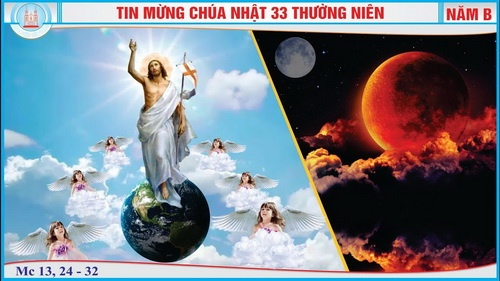 TIN MỪNG CHÚA NHẬT 33 THƯỜNG NIÊN
NĂM B
Mc 13, 24 - 32